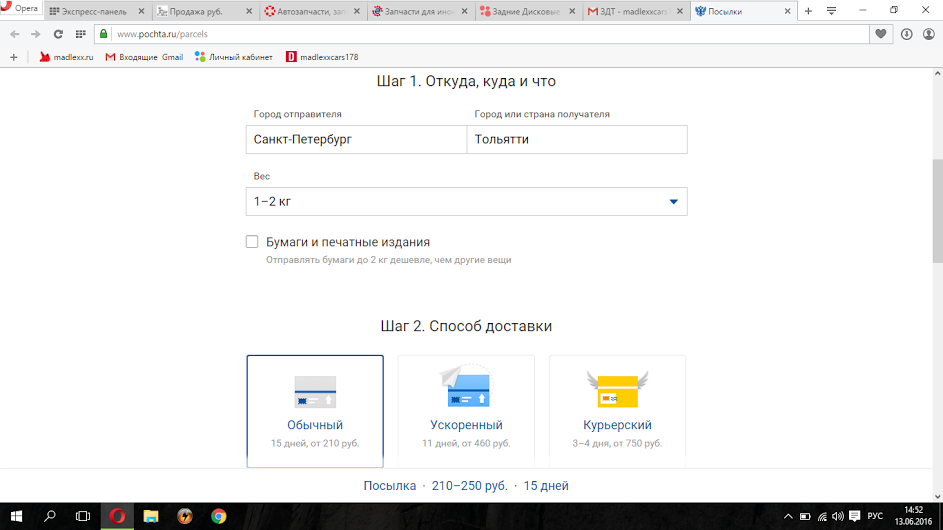 Opera
Экспресс-панель
Продажа руб.
Автозапчасти, зап
Запчасти для ином
Задние Дисковые
ЗДТ - madlexxcars
Посылки
www.pochta.ru/parcels
madlexx.ru
Входящие Gmail
Личный кабинет
madlexxcars178
Шаг 1. Откуда, куда и что
Город отправителя
Город или страна получателя
Санкт-Петербург
Тольятти
Вес
1–2 кг
Бумаги и печатные издания
Отправлять бумаги до 2 кг дешевле, чем другие вещи
Шаг 2. Способ доставки
Обычный
Ускоренный
Курьерский
15 дней, от 210 руб.
11 дней, от 460 руб.
3–4 дня, от 750 руб.
Посылка · 210–250 руб. · 15 дней
РУС
14:52
13.06.2016